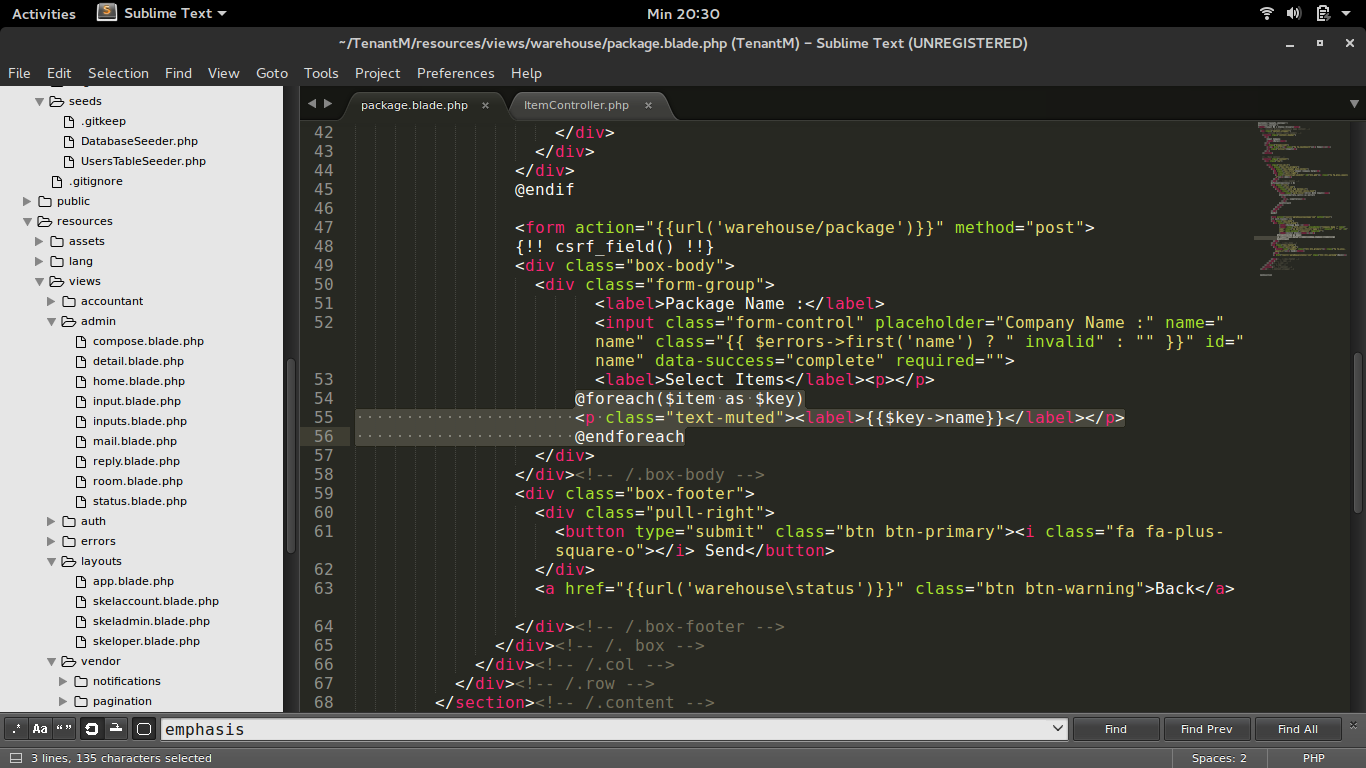 Activities Sublime Text Min 20:30
~/TenantM/resources/views/warehouse/package.blade.php (TenantM) – Sublime Text (UNREGISTERED)
File Edit Selection Find View Goto Tools Project Preferences Help
seeds
.gitkeep
DatabaseSeeder.php
UsersTableSeeder.php
.gitignore
public
resources
assets
lang
views
accountant
admin
compose.blade.php
detail.blade.php
home.blade.php
input.blade.php
inputs.blade.php
mail.blade.php
reply.blade.php
room.blade.php
status.blade.php
auth
errors
layouts
app.blade.php
skelaccount.blade.php
skeladmin.blade.php
skeloper.blade.php
vendor
notifications
pagination
package.blade.php × ItemController.php ×
42 </div>
43 </div>
44 </div>
45 @endif
46
47 <form action="{{url('warehouse/package')}}" method="post">
48 {!! csrf_field() !!}
49 <div class="box-body">
50 <div class="form-group">
51 <label>Package Name :</label>
52 <input class="form-control" placeholder="Company Name :" name="
name" class="{{ $errors->first('name') ? " invalid" : "" }}" id="
name" data-success="complete" required="">
53 <label>Select Items</label><p></p>
54 @foreach($item as $key)
55 <p class="text-muted"><label>{{$key->name}}</label></p>
56 @endforeach
57 </div>
58 </div><!-- /.box-body -->
59 <div class="box-footer">
60 <div class="pull-right">
61 <button type="submit" class="btn btn-primary"><i class="fa fa-plus-
square-o"></i> Send</button>
62 </div>
63 <a href="{{url('warehouse\status')}}" class="btn btn-warning">Back</a>
64 </div><!-- /.box-footer -->
65 </div><!-- /. box -->
66 </div><!-- /.col -->
67 </div><!-- /.row -->
68 </section><!-- /.content -->
.* Aa “” emphasis Find Find Prev Find All ×
3 lines, 135 characters selected Spaces: 2 PHP